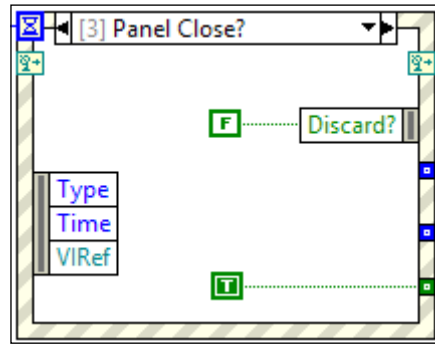 [3] Panel Close?
F
Discard?
Type
Time
VIRef
T